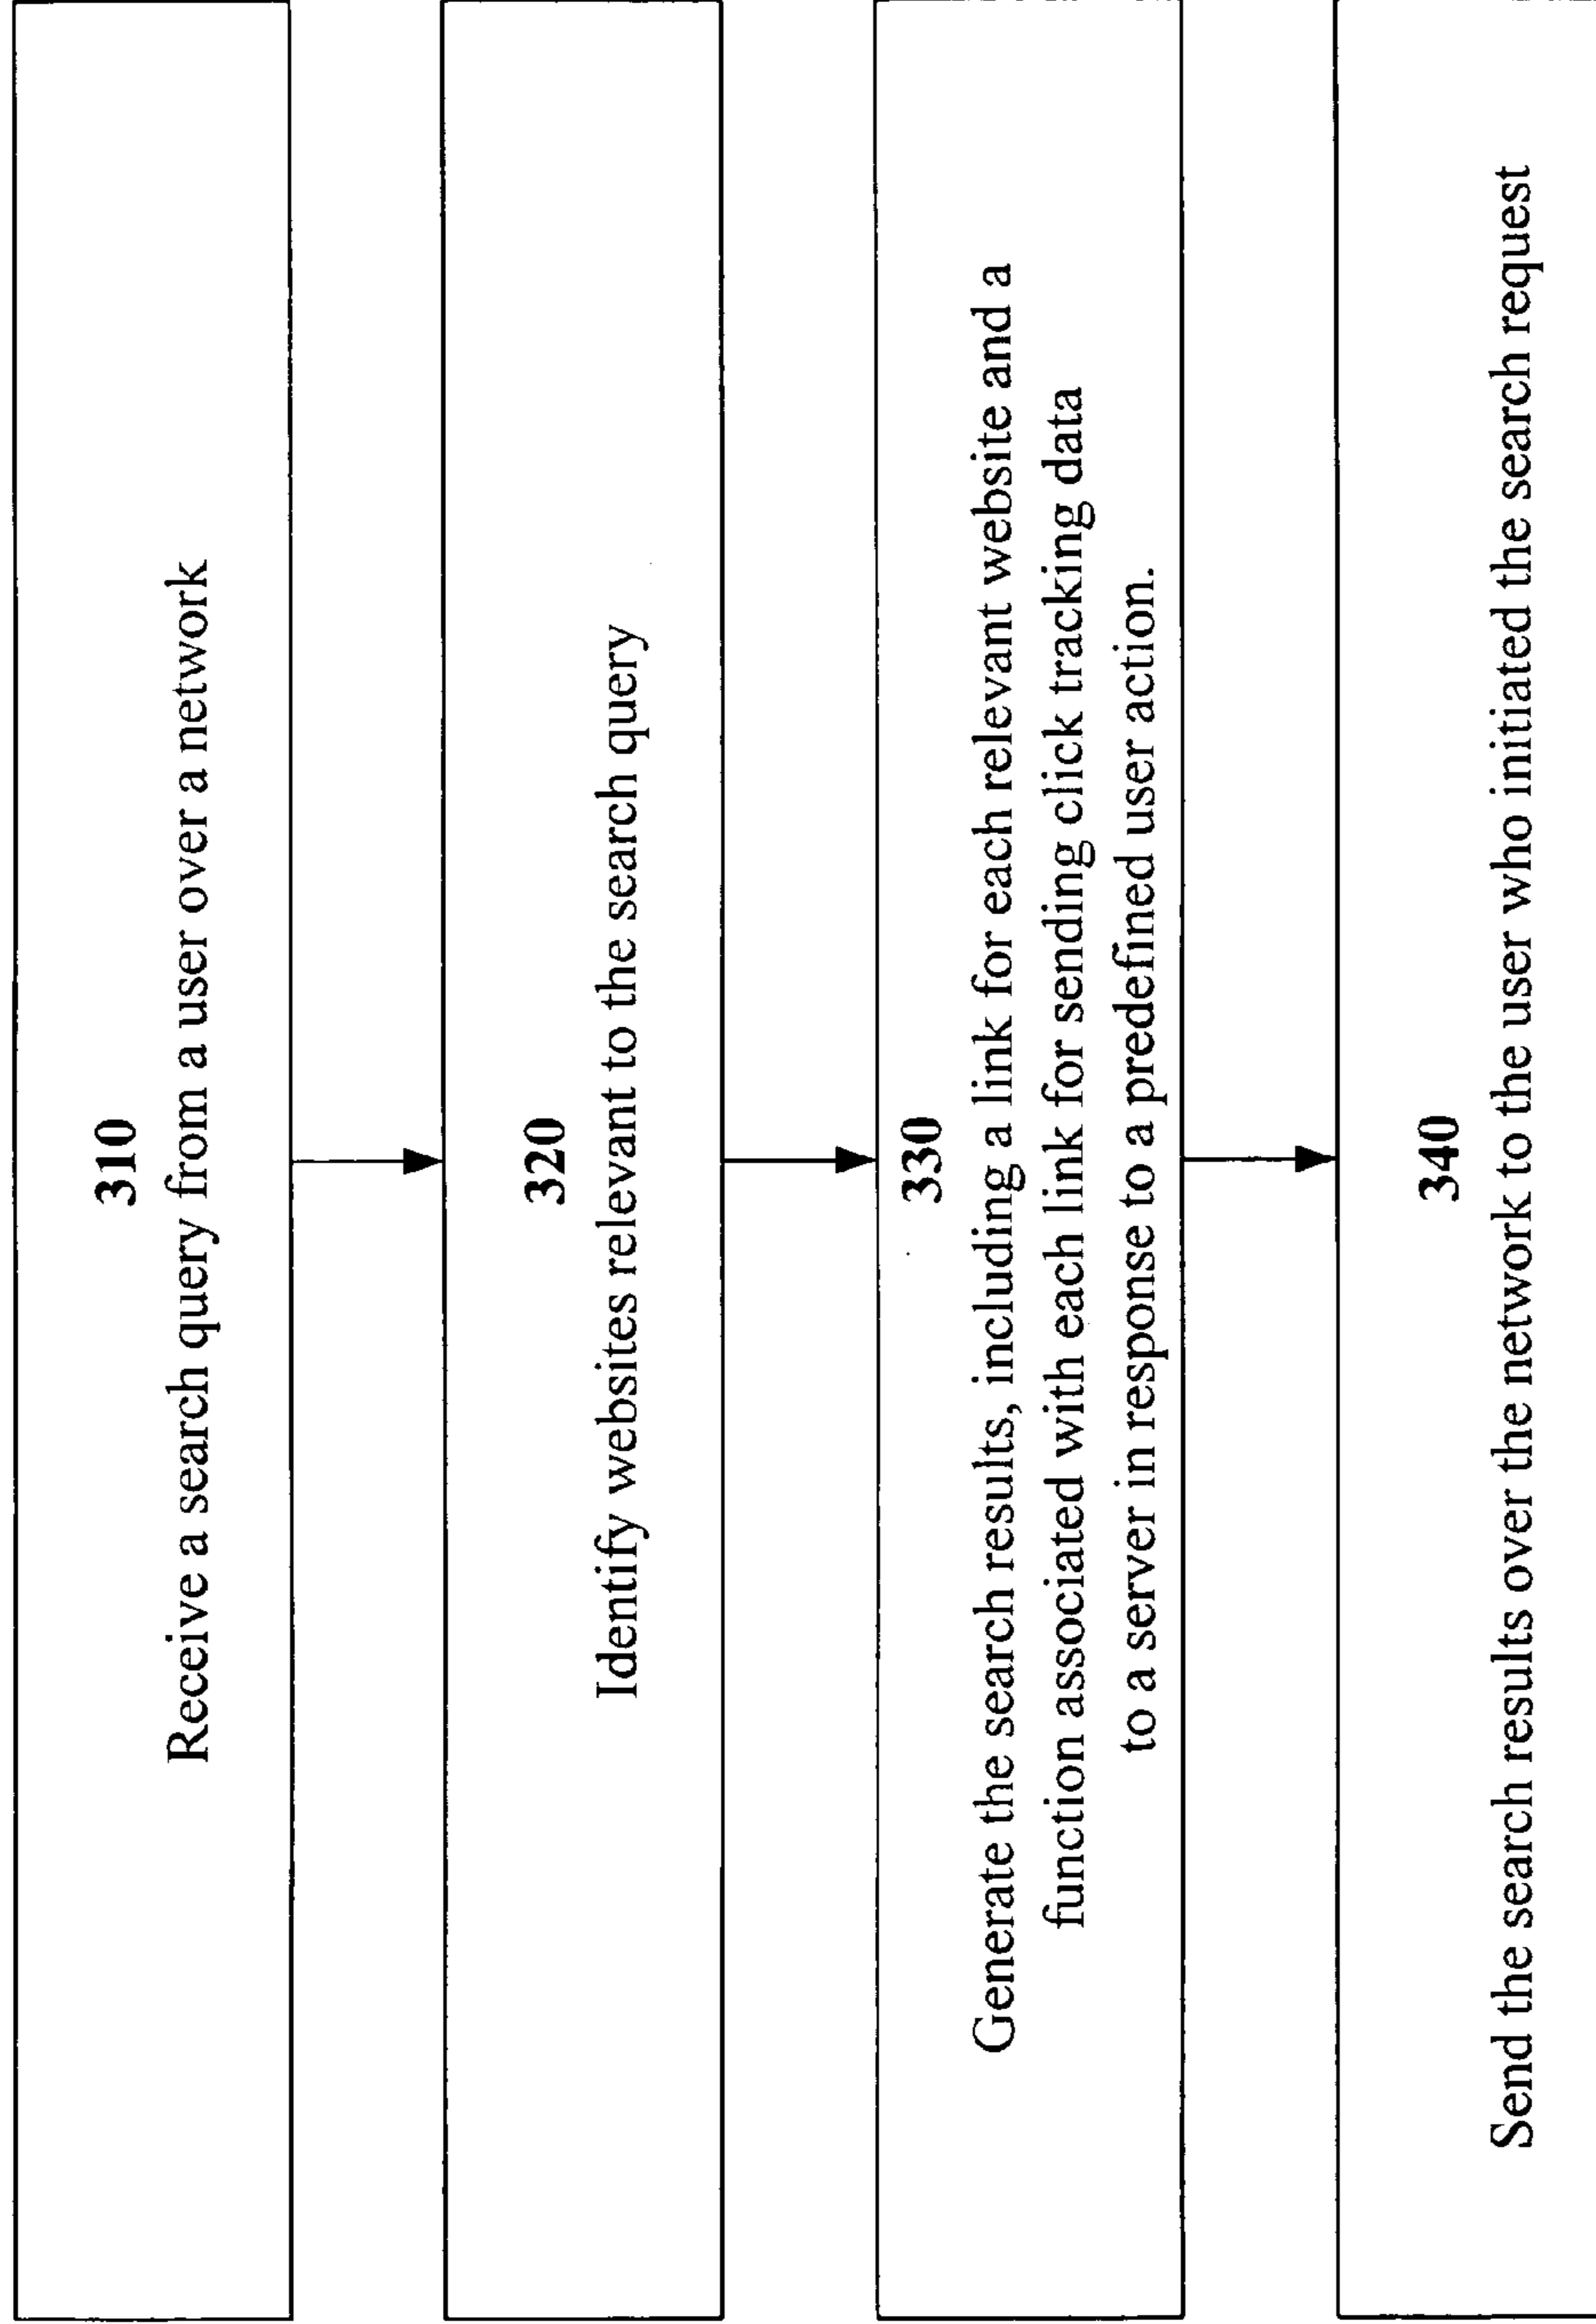 310
Receive a search query from a user over a network
320
Identify websites relevant to the search query
330
Generate the search results, including a link for each relevant website and a
function associated with each link for sending click tracking data
to a server in response to a predefined user action.
340
Send the search results over the network to the user who initiated the search request